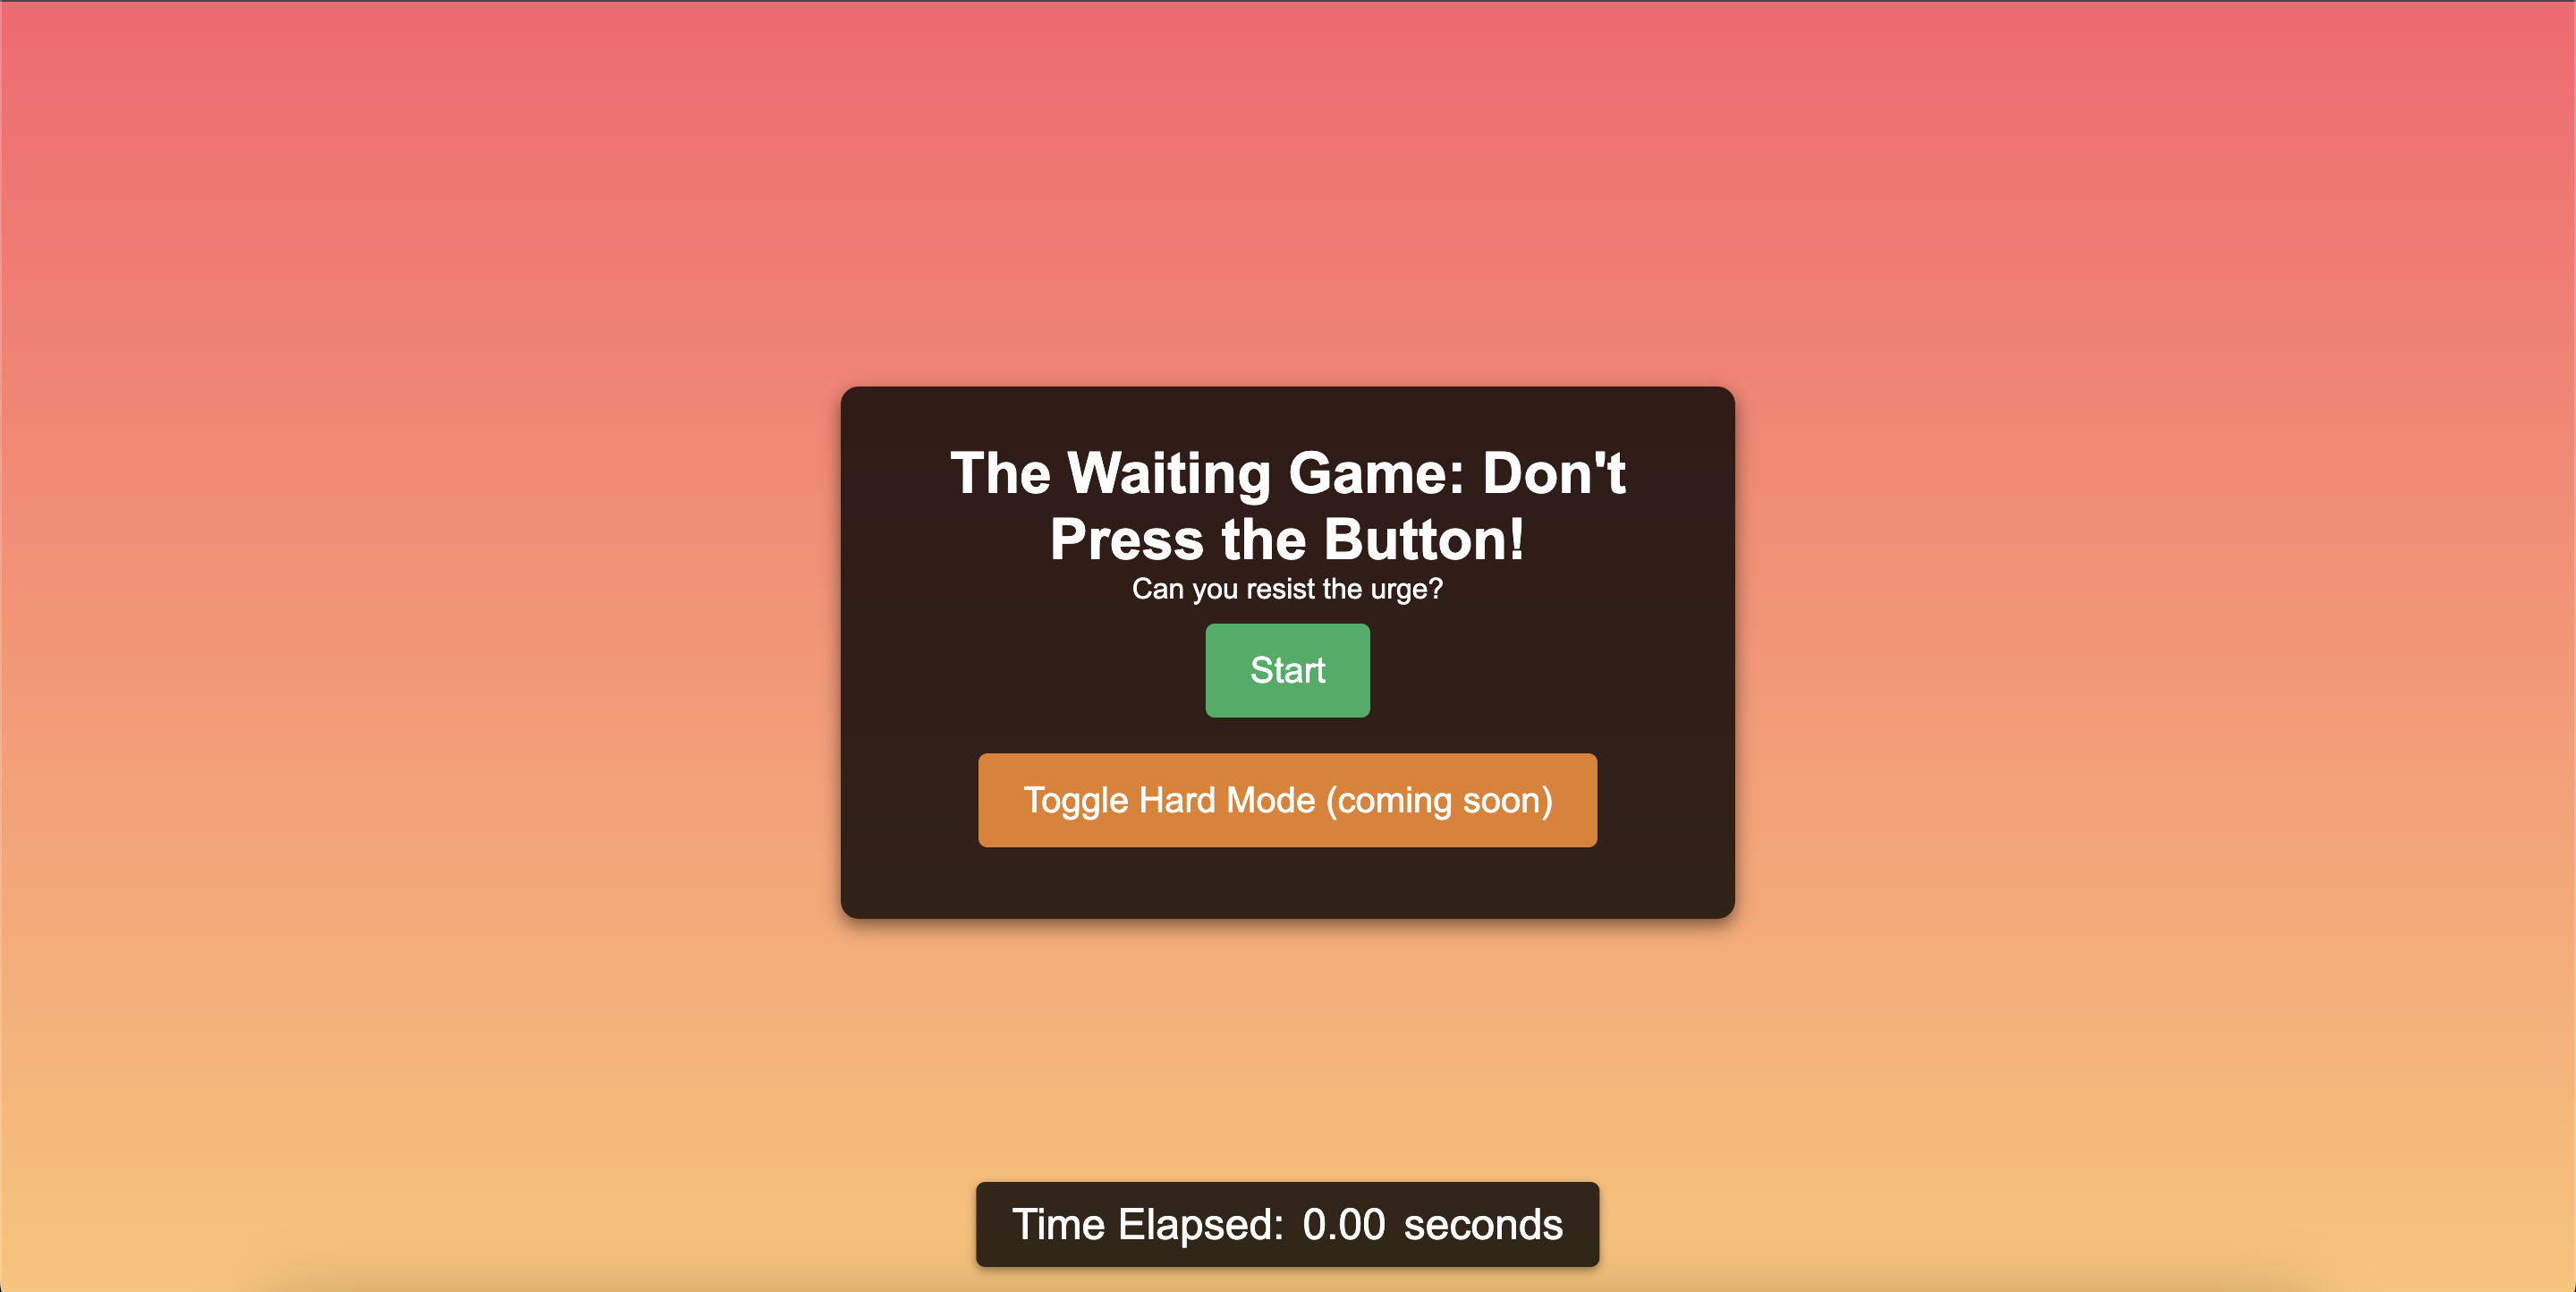 The Waiting Game: Don't
Press the Button!
Can you resist the urge?
Start
Toggle Hard Mode (coming soon)
Time Elapsed: 0.00 seconds